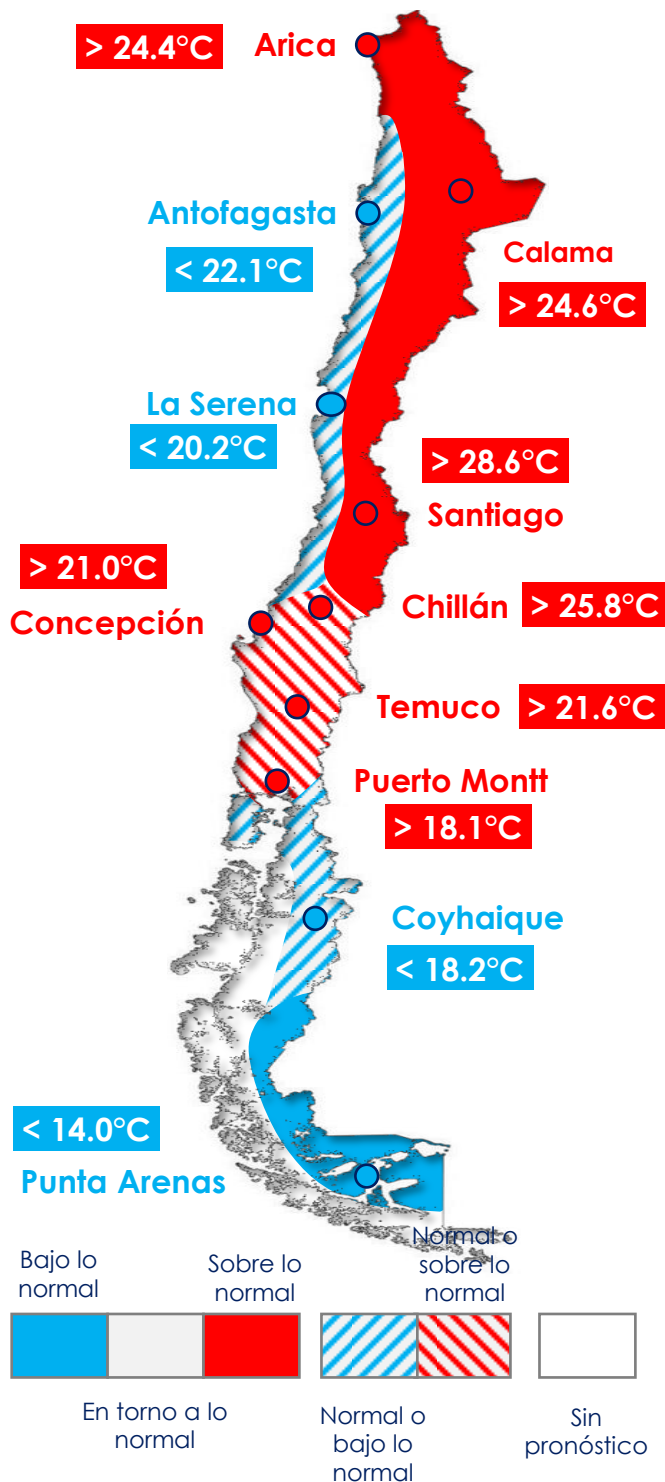 > 24.4°C
Arica
Antofagasta
< 22.1°C
Calama
> 24.6°C
La Serena
< 20.2°C
> 28.6°C
Santiago
> 21.0°C
Concepción
Chillán
> 25.8°C
Temuco
> 21.6°C
Puerto Montt
> 18.1°C
Coyhaique
< 18.2°C
< 14.0°C
Punta Arenas
Bajo lo
normal
Sobre lo
normal
Normal o
sobre lo
normal
En torno a lo
normal
Normal o
bajo lo
normal
Sin
pronóstico